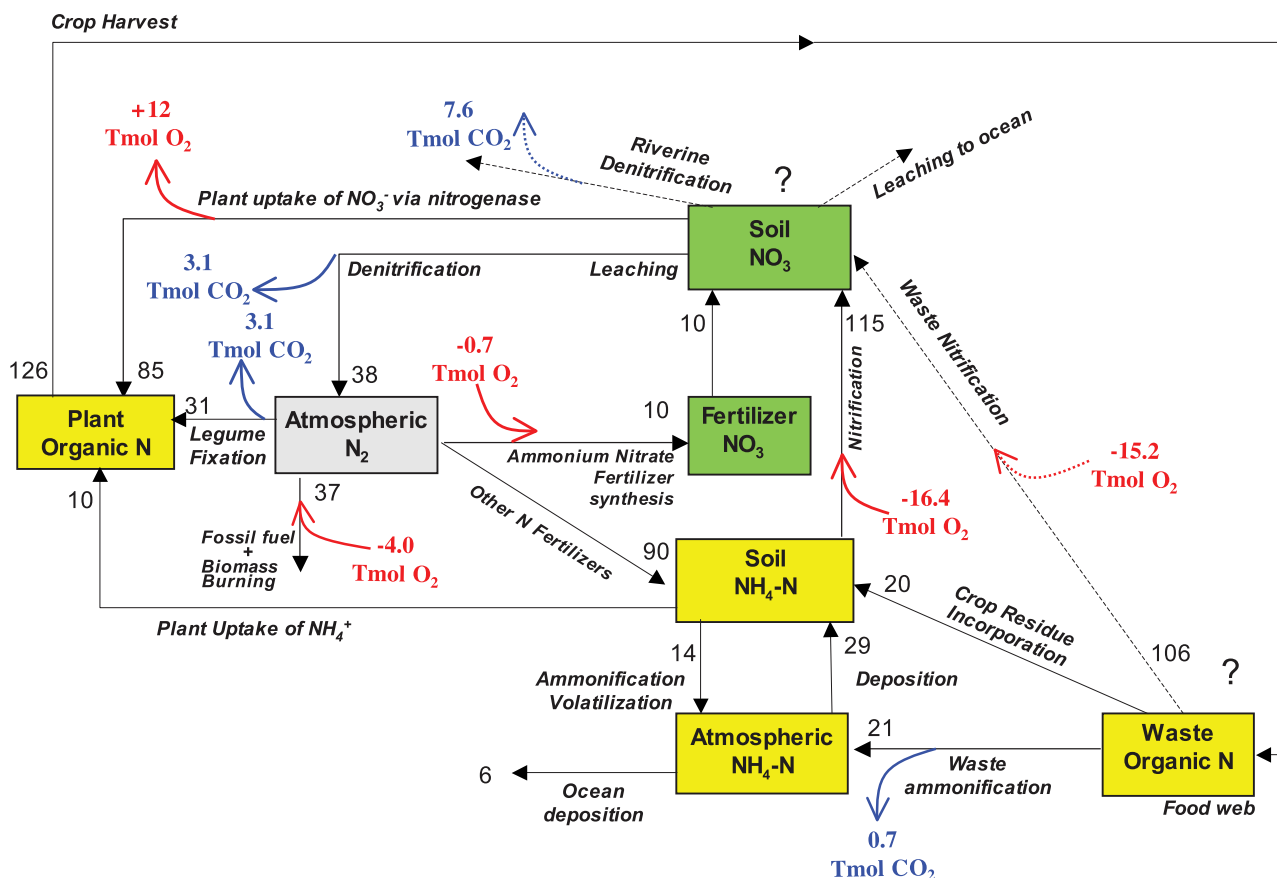 Crop Harvest
+12
Tmol O₂
7.6
Tmol CO₂
Riverine
Denitrification
?
Leaching to ocean
Plant uptake of NO₃⁻ via nitrogenase
Soil
NO₃
3.1
Tmol CO₂
Denitrification
Leaching
3.1
Tmol CO₂
-0.7
Tmol O₂
10
115
Nitrification
Waste Nitrification
126
85
38
Plant
Organic N
31
Legume
Fixation
Atmospheric
N₂
10
Fertilizer
NO₃
Ammonium Nitrate
Fertilizer
synthesis
-15.2
Tmol O₂
10
37
Fossil fuel
+
Biomass
Burning
-4.0
Tmol O₂
Other N Fertilizers
-16.4
Tmol O₂
90
Soil
NH₄-N
20
Crop Residue
Incorporation
Plant Uptake of NH₄⁺
14
29
106
?
Ammonification
Volatilization
Deposition
Atmospheric
NH₄-N
21
Waste
Organic N
6
Ocean
deposition
Waste
ammonification
Food web
0.7
Tmol CO₂